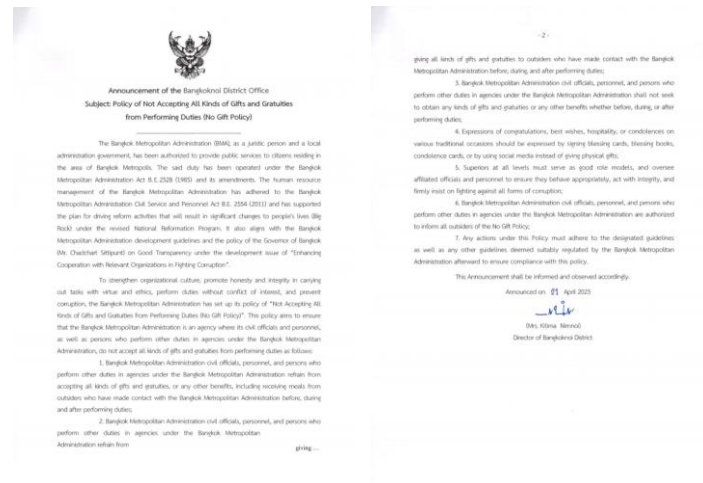 Announcement of the Bangkoknoi District Office
Subject: Policy of Not Accepting All Kinds of Gifts and Gratuities
from Performing Duties (No Gift Policy)
The Bangkok Metropolitan Administration (BMA), as a juristic person and a local
administration government, has been authorized to provide public services to citizens residing in
the area of Bangkok Metropolis. The said duty has been operated under the Bangkok
Metropolitan Administration Act B.E.2528 (1985) and its amendments. The human resource
management of the Bangkok Metropolitan Administration has adhered to the Bangkok
Metropolitan Administration Civil Service and Personnel Act B.E. 2554 (2011) and has supported
the plan for driving reform activities that will result in significant changes to people's lives (Big
Rock) under the revised National Reformation Program. It also aligns with the Bangkok
Metropolitan Administration development guidelines and the policy of the Governor of Bangkok
(Mr. Chadchart Sittipunt) on Good Transparency under the development issue of "Enhancing
Cooperation with Relevant Organizations in Fighting Corruption".
To strengthen organizational culture, promote honesty and integrity in carrying
out tasks with virtue and ethics, perform duties without conflict of interest, and prevent
corruption, the Bangkok Metropolitan Administration has set up its policy of "Not Accepting All
Kinds of Gifts and Gratuities from Performing Duties (No Gift Policy)". This policy aims to ensure
that the Bangkok Metropolitan Administration is an agency where its civil officials and personnel,
as well as persons who perform other duties in agencies under the Bangkok Metropolitan
Administration, do not accept all kinds of gifts and gratuities from performing duties as follows:
1. Bangkok Metropolitan Administration civil officials, personnel, and persons who
perform other duties in agencies under the Bangkok Metropolitan Administration refrain from
accepting all kinds of gifts and gratuities, or any other benefits, including receiving meals from
outsiders who have made contact with the Bangkok Metropolitan Administration before, during
and after performing duties;
2. Bangkok Metropolitan Administration civil officials, personnel, and persons who
perform other duties in agencies under the Bangkok Metropolitan
Administration refrain from
giving ...
- 2 -
giving all kinds of gifts and gratuities to outsiders who have made contact with the Bangkok
Metropolitan Administration before, during, and after performing duties;
3. Bangkok Metropolitan Administration civil officials, personnel, and persons who
perform other duties in agencies under the Bangkok Metropolitan Administration shall not seek
to obtain any kinds of gifts and gratuities or any other benefits whether before, during, or after
performing duties;
4. Expressions of congratulations, best wishes, hospitality, or condolences on
various traditional occasions should be expressed by signing blessing cards, blessing books,
condolence cards, or by using social media instead of giving physical gifts;
5. Superiors at all levels must serve as good role models, and oversee
affiliated officials and personnel to ensure they behave appropriately, act with integrity, and
firmly insist on fighting against all forms of corruption;
6. Bangkok Metropolitan Administration civil officials, personnel, and persons who
perform other duties in agencies under the Bangkok Metropolitan Administration are authorized
to inform all outsiders of the No Gift Policy;
7. Any actions under this Policy must adhere to the designated guidelines
as well as any other guidelines deemed suitably regulated by the Bangkok Metropolitan
Administration afterward to ensure compliance with this policy.
This Announcement shall be informed and observed accordingly.
Announced on April 2025
(Mrs. Kitima Nimnoi)
Director of Bangkoknoi District